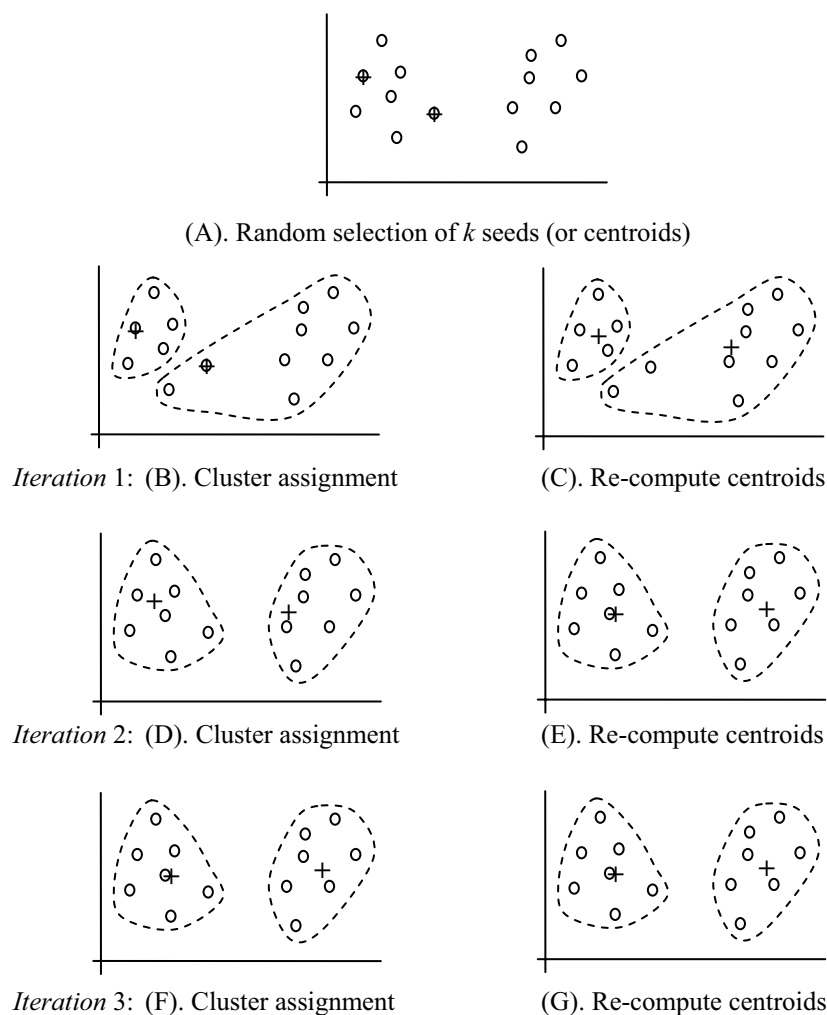 (A). Random selection of k seeds (or centroids)
Iteration 1: (B). Cluster assignment
(C). Re-compute centroids
Iteration 2: (D). Cluster assignment
(E). Re-compute centroids
Iteration 3: (F). Cluster assignment
(G). Re-compute centroids